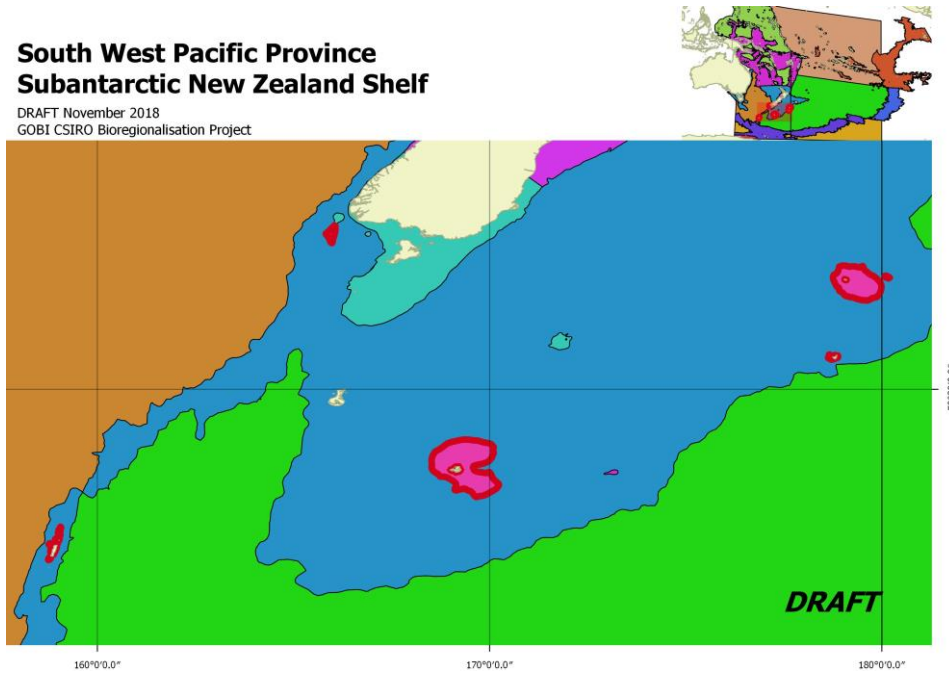 South West Pacific Province
Subantarctic New Zealand Shelf
DRAFT November 2018
GOBI CSIRO Bioregionalisation Project
DRAFT
160°0'0.0"
170°0'0.0"
180°0'0.0"